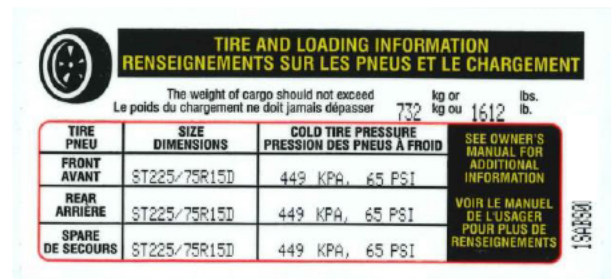 TIRE AND LOADING INFORMATION
RENSEIGNEMENTS SUR LES PNEUS ET LE CHARGEMENT
The weight of cargo should not exceed kg or lbs.
Le poids du chargement ne doit jamais dépasser 732 kg ou 1612 lb.
TIRE SIZE COLD TIRE PRESSURE
PNEU DIMENSIONS PRESSION DES PNEUS À FROID
FRONT
AVANT ST225/75R15D 449 KPA, 65 PSI
REAR
ARRIÈRE ST225/75R15D 449 KPA, 65 PSI
SPARE
DE SECOURS ST225/75R15D 449 KPA, 65 PSI
SEE OWNER'S
MANUAL FOR
ADDITIONAL
INFORMATION
VOIR LE MANUEL
DE L'USAGER
POUR PLUS DE
RENSEIGNEMENTS